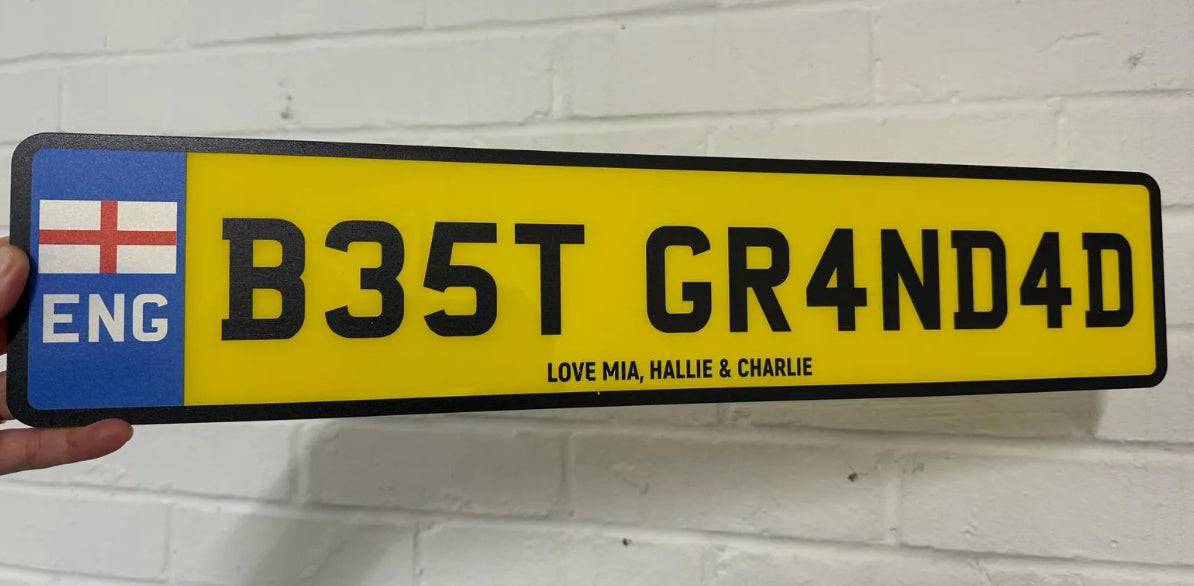 ENG
B35T GR4ND4D
LOVE MIA, HALLIE & CHARLIE